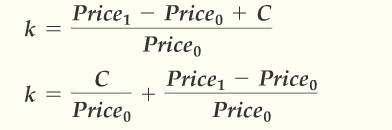 k = (Price₁ − Price₀ + C) / Price₀
k = C / Price₀ + (Price₁ − Price₀) / Price₀